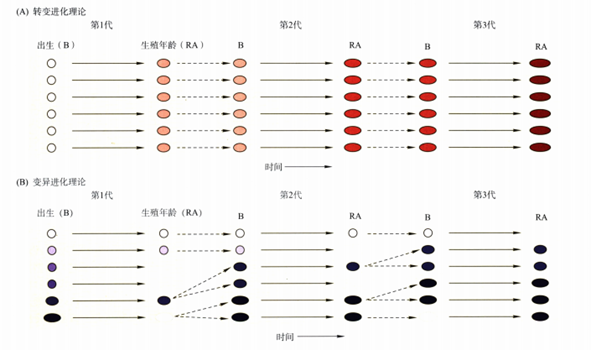 (A) 转变进化理论
第1代 第2代 第3代
出生（B） 生殖年龄（RA） B RA B RA
时间
(B) 变异进化理论
第1代 第2代 第3代
出生（B） 生殖年龄（RA） B RA B RA
时间